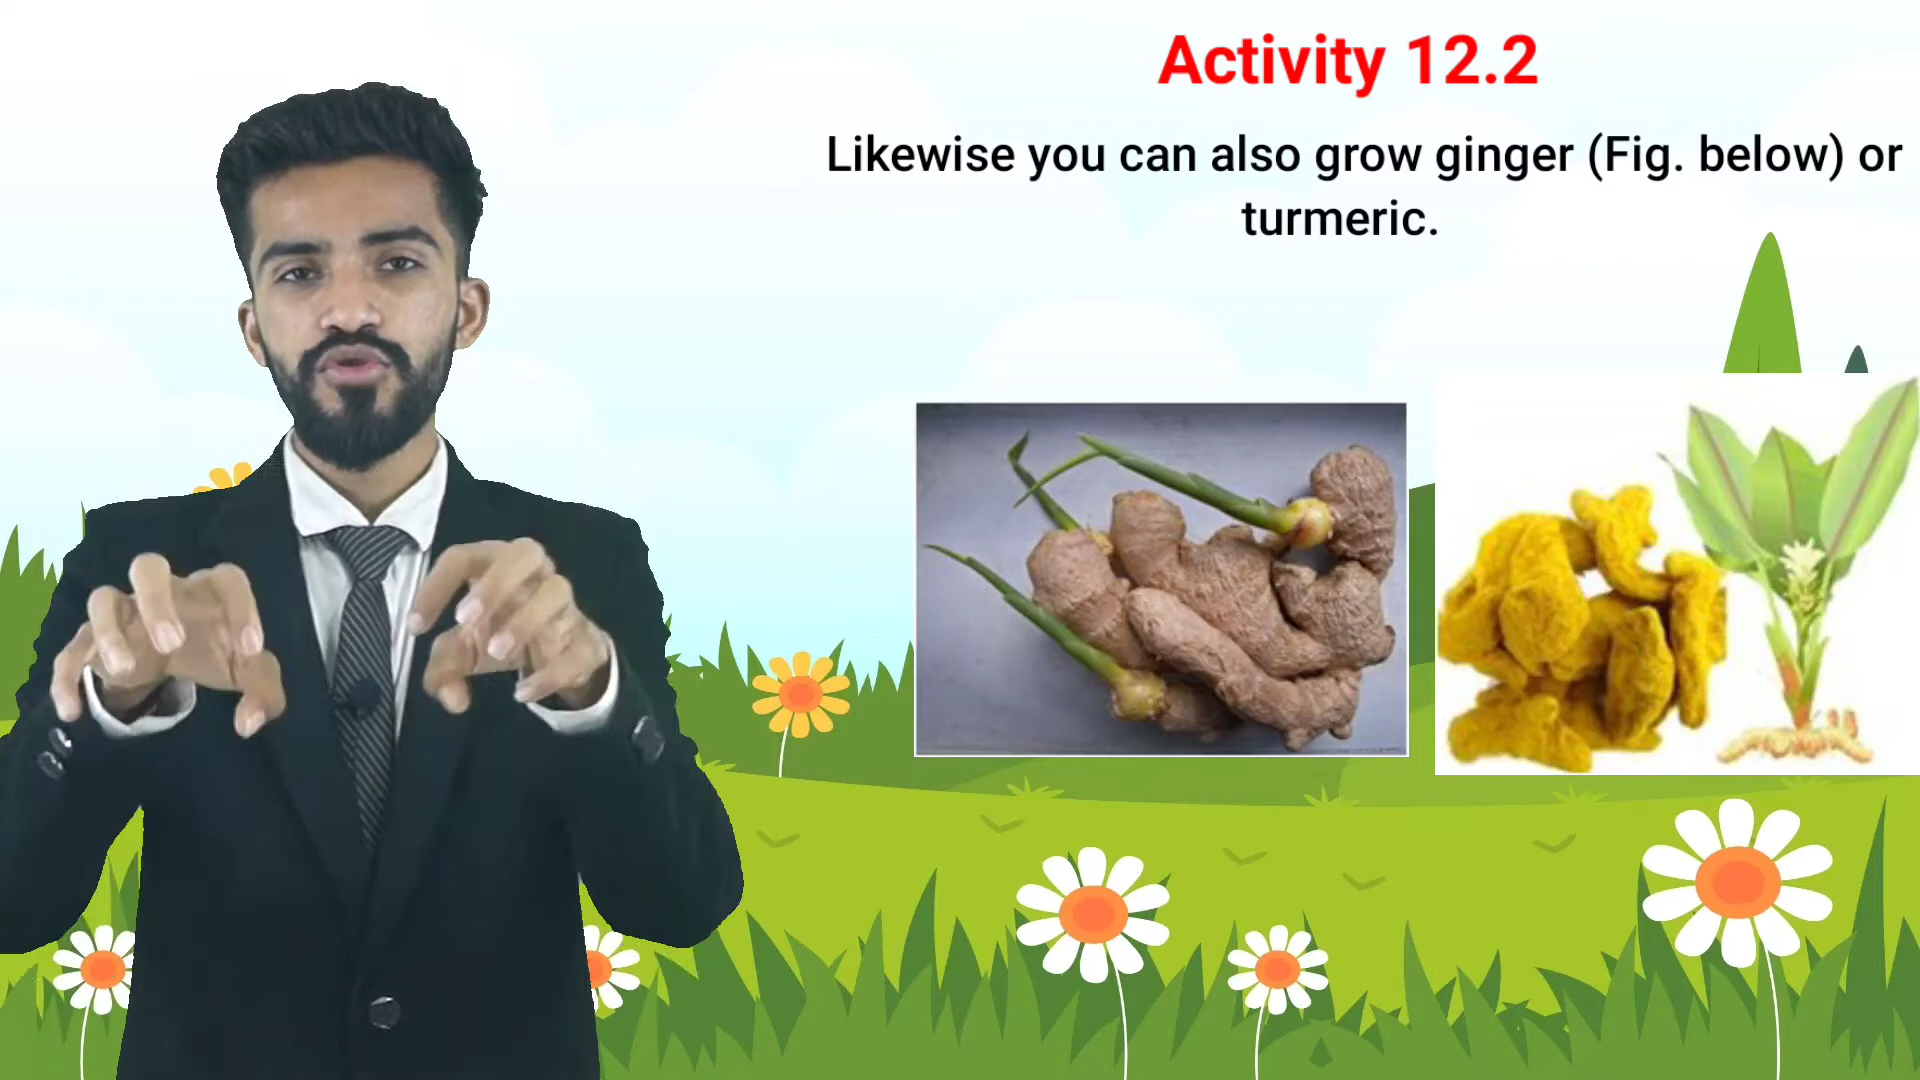 Activity 12.2
Likewise you can also grow ginger (Fig. below) or
turmeric.